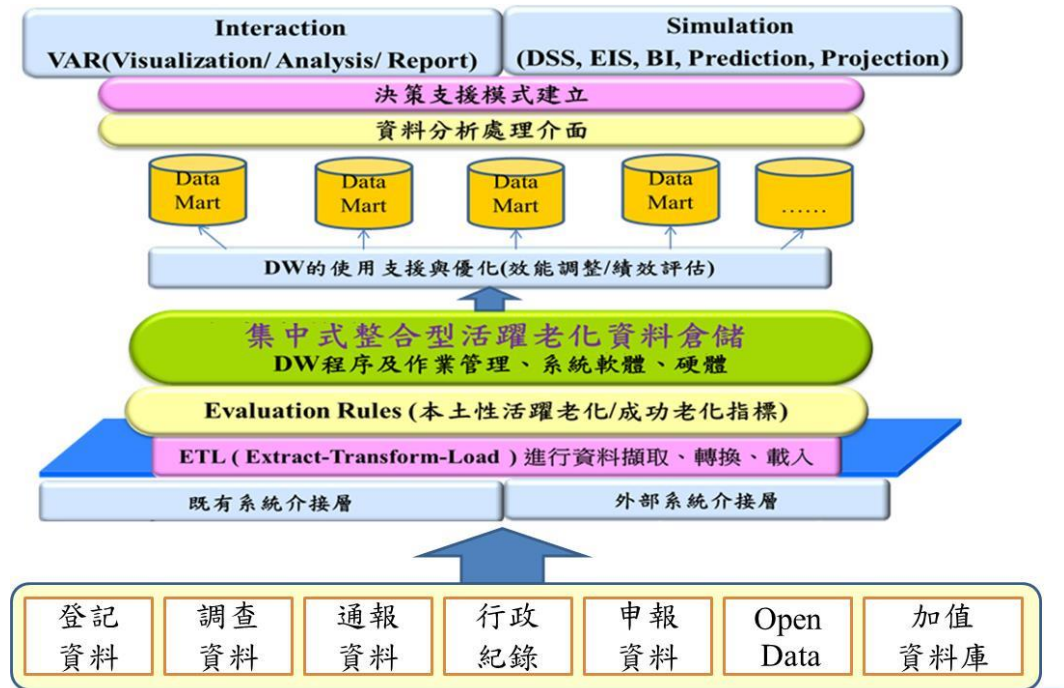 Interaction
VAR(Visualization/ Analysis/ Report)
Simulation
(DSS, EIS, BI, Prediction, Projection)
決策支援模式建立
資料分析處理介面
Data
Mart
Data
Mart
Data
Mart
Data
Mart
……
DW的使用支援與優化(效能調整/績效評估)
集中式整合型活躍老化資料倉儲
DW程序及作業管理、系統軟體、硬體
Evaluation Rules (本土性活躍老化/成功老化指標)
ETL ( Extract-Transform-Load ) 進行資料擷取、轉換、載入
既有系統介接層
外部系統介接層
登記
資料
調查
資料
通報
資料
行政
紀錄
申報
資料
Open
Data
加值
資料庫